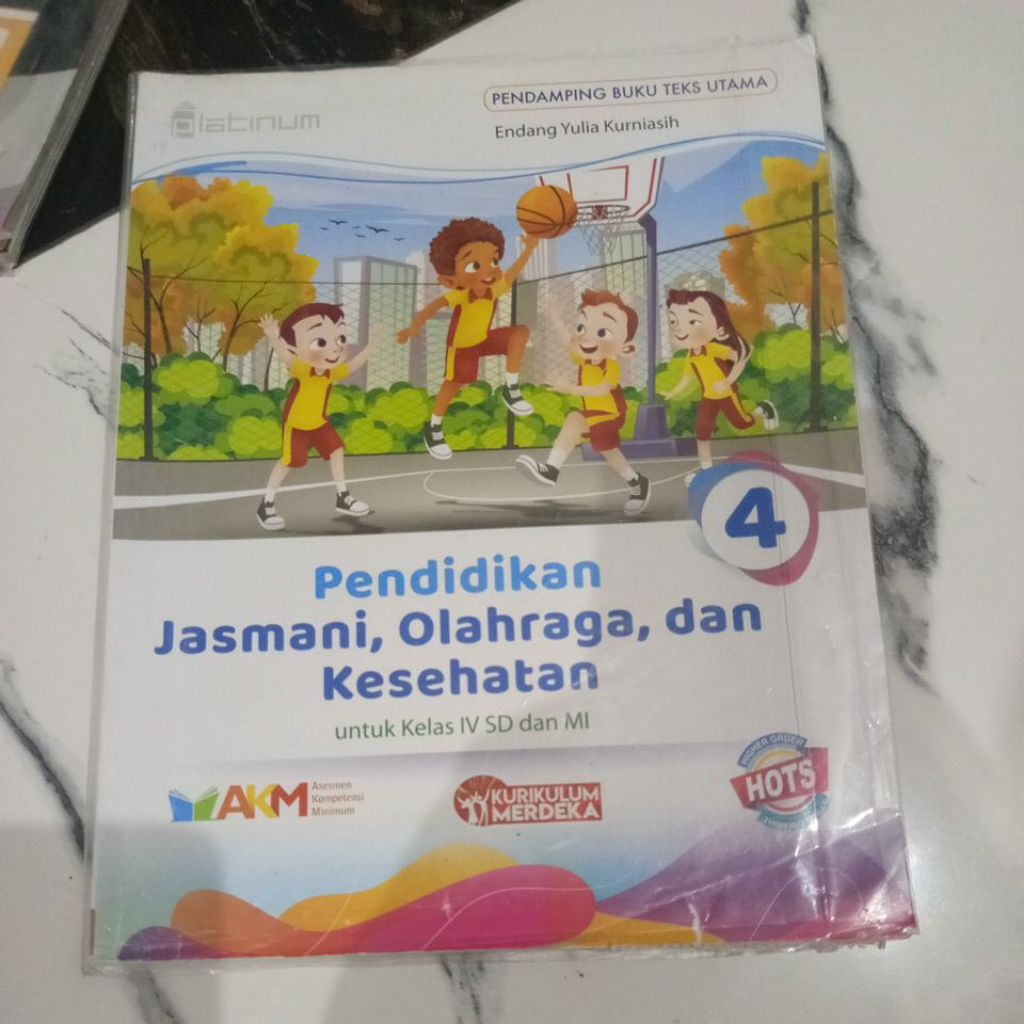 Platinum
PENDAMPING BUKU TEKS UTAMA
Endang Yulia Kurniasih
4
Pendidikan
Jasmani, Olahraga, dan
Kesehatan
untuk Kelas IV SD dan MI
AKM
Asesmen
Kompetensi
Minimum
KURIKULUM
MERDEKA
HIGHER ORDER
HOTS